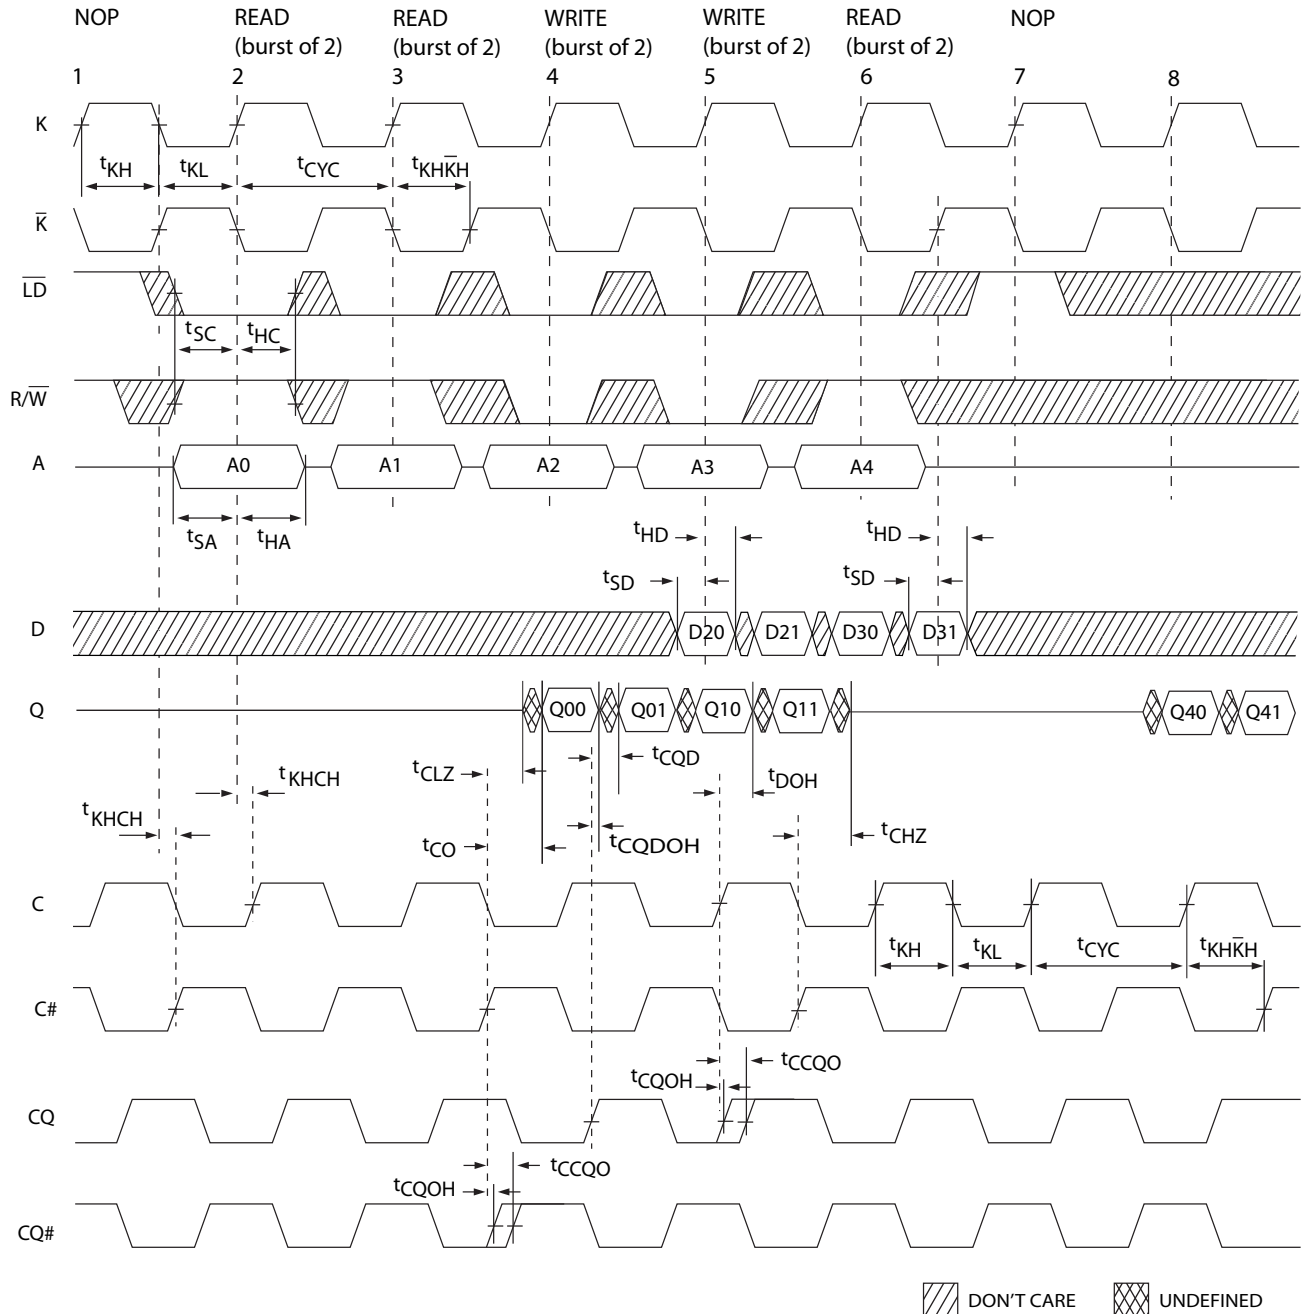 NOP READ READ WRITE WRITE READ NOP
(burst of 2) (burst of 2) (burst of 2) (burst of 2) (burst of 2)
1 2 3 4 5 6 7 8
K
tKH tKL tCYC tKHK̅H
K̅
L̅D̅
tSC tHC
R/W̅
A A0 A1 A2 A3 A4
tSA tHA tHD tHD
tSD tSD
D D20 D21 D30 D31
Q Q00 Q01 Q10 Q11 Q40 Q41
tCLZ tCQD tDOH
tKHCH
tKHCH tCO tCQDOH tCHZ
C
tKH tKL tCYC tKHK̅H
C#
tCCQO
tCQOH
CQ
tCCQO
tCQOH
CQ#
DON'T CARE UNDEFINED